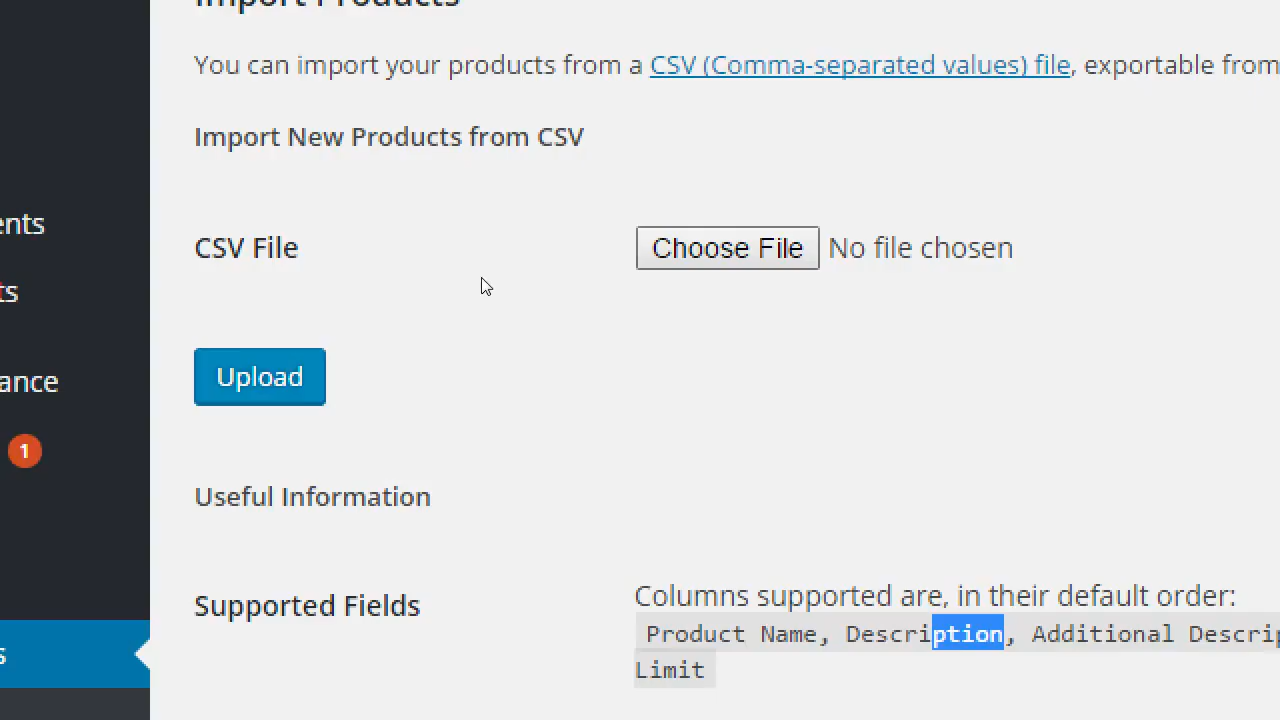 Import Products
You can import your products from a CSV (Comma-separated values) file, exportable from
Import New Products from CSV
ents
CSV File
Choose File
No file chosen
ts
Upload
ance
1
Useful Information
Supported Fields
Columns supported are, in their default order:
Product Name, Description, Additional Descrip
Limit
s